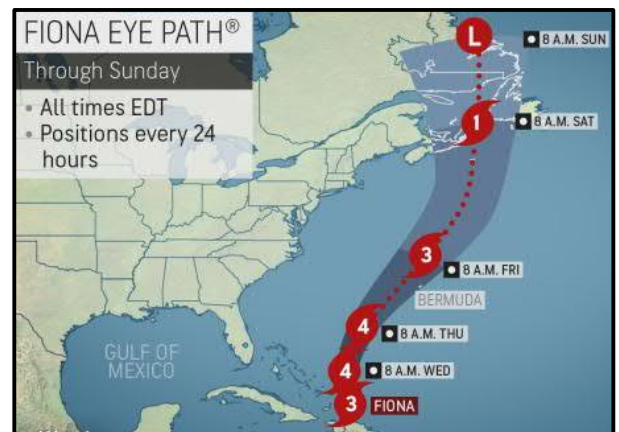 FIONA EYE PATH®
Through Sunday
• All times EDT
• Positions every 24
hours
L
8 A.M. SUN
1
8 A.M. SAT
3
8 A.M. FRI
BERMUDA
4
8 A.M. THU
GULF OF
MEXICO
4
8 A.M. WED
3
FIONA